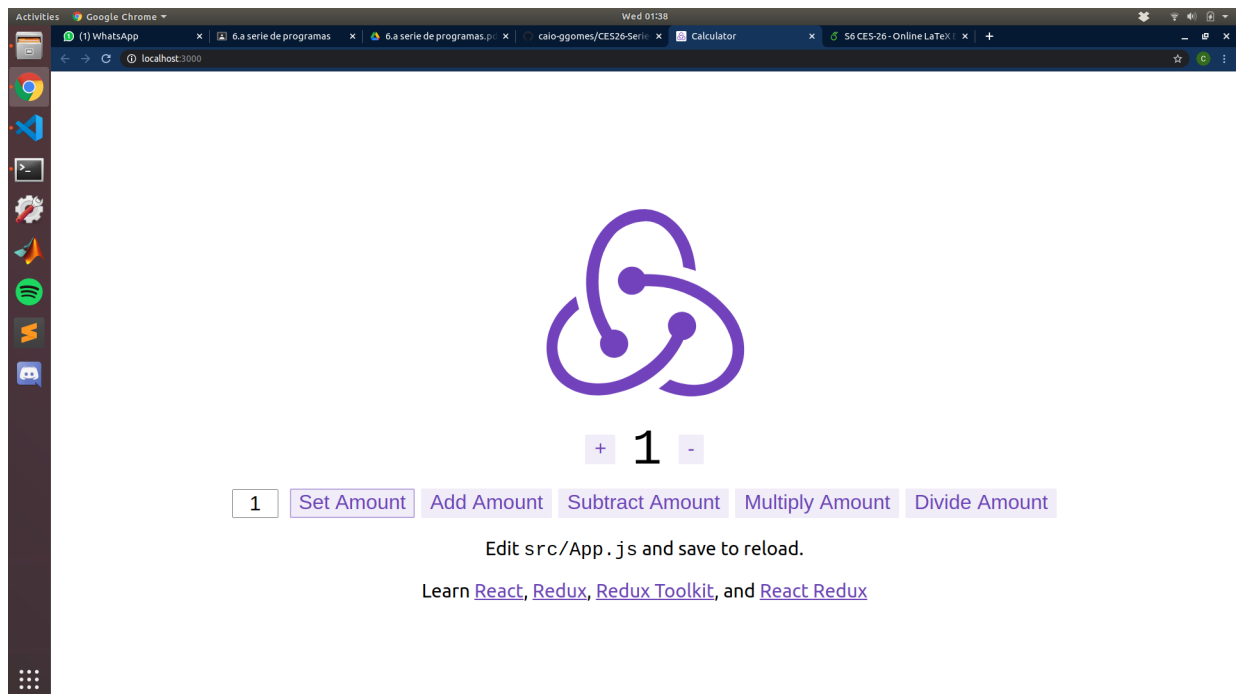 Activities Google Chrome Wed 01:38
(1) WhatsApp 6.a serie de programas 6.a serie de programas.pd caio-ggomes/CES26-Serie Calculator S6 CES-26 - Online LaTeX E
localhost:3000 C
+ 1 -
1 Set Amount Add Amount Subtract Amount Multiply Amount Divide Amount
Edit src/App.js and save to reload.
Learn React, Redux, Redux Toolkit, and React Redux